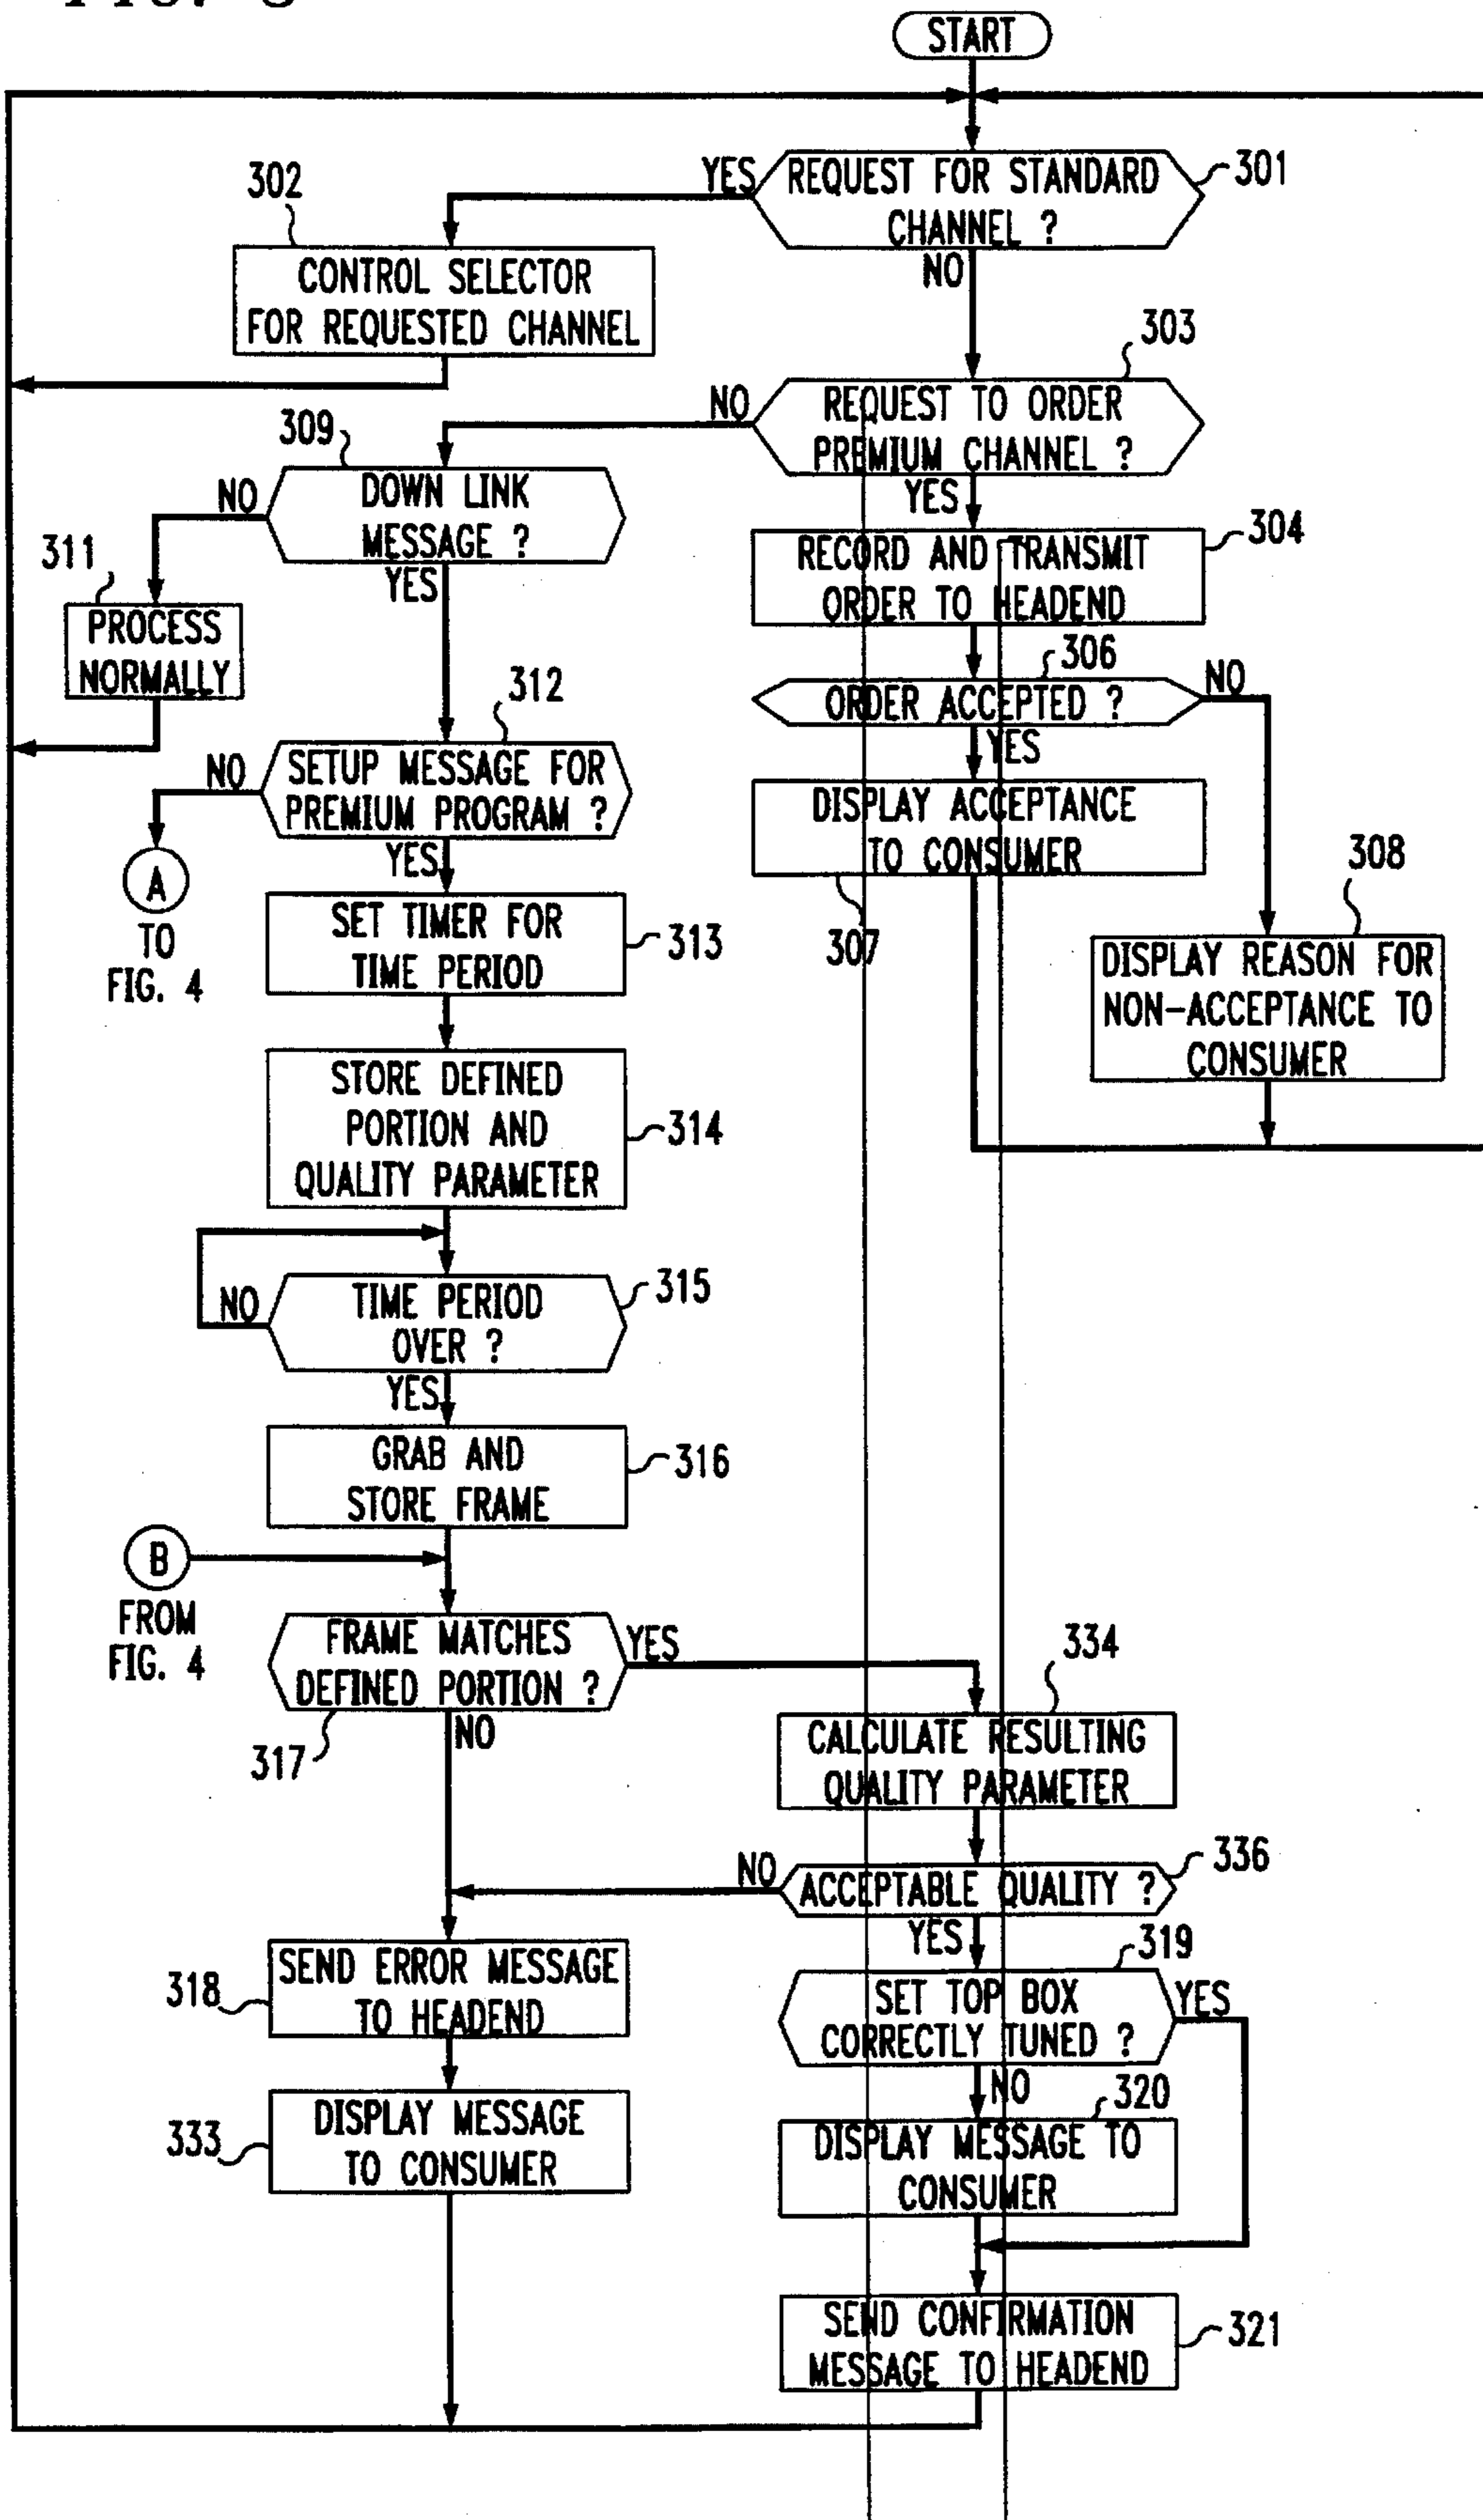 START
REQUEST FOR STANDARD
CHANNEL ?
301
YES
NO
302
CONTROL SELECTOR
FOR REQUESTED CHANNEL
303
REQUEST TO ORDER
PREMIUM CHANNEL ?
NO
YES
309
DOWN LINK
MESSAGE ?
NO
YES
304
RECORD AND TRANSMIT
ORDER TO HEADEND
311
PROCESS
NORMALLY
306
ORDER ACCEPTED ?
NO
YES
312
SETUP MESSAGE FOR
PREMIUM PROGRAM ?
NO
YES
DISPLAY ACCEPTANCE
TO CONSUMER
307
308
DISPLAY REASON FOR
NON-ACCEPTANCE TO
CONSUMER
A
TO
FIG. 4
SET TIMER FOR
TIME PERIOD
313
STORE DEFINED
PORTION AND
QUALITY PARAMETER
314
TIME PERIOD
OVER ?
315
NO
YES
GRAB AND
STORE FRAME
316
B
FROM
FIG. 4
FRAME MATCHES
DEFINED PORTION ?
YES
317
NO
334
CALCULATE RESULTING
QUALITY PARAMETER
336
ACCEPTABLE QUALITY ?
NO
YES
318
SEND ERROR MESSAGE
TO HEADEND
319
SET TOP BOX
CORRECTLY TUNED ?
YES
NO
333
DISPLAY MESSAGE
TO CONSUMER
320
DISPLAY MESSAGE TO
CONSUMER
SEND CONFIRMATION
MESSAGE TO HEADEND
321